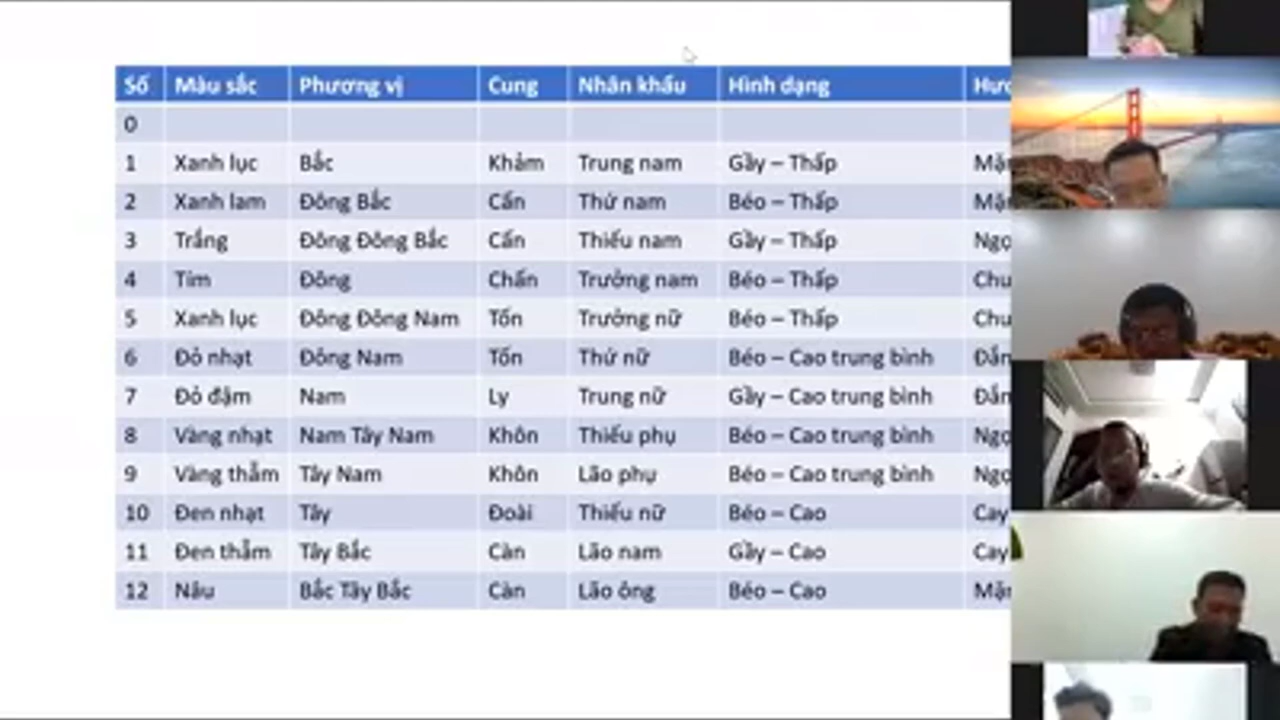 Số Màu sắc Phương vị Cung Nhân khẩu Hình dạng
0
1 Xanh lục Bắc Khảm Trung nam Gầy – Thấp
2 Xanh lam Đông Bắc Cấn Thứ nam Béo – Thấp
3 Trắng Đông Đông Bắc Cấn Thiếu nam Gầy – Thấp
4 Tím Đông Chấn Trưởng nam Béo – Thấp
5 Xanh lục Đông Đông Nam Tốn Trưởng nữ Béo – Thấp
6 Đỏ nhạt Đông Nam Tốn Thứ nữ Béo – Cao trung bình
7 Đỏ đậm Nam Ly Trung nữ Gầy – Cao trung bình
8 Vàng nhạt Nam Tây Nam Khôn Thiếu phụ Béo – Cao trung bình
9 Vàng thẫm Tây Nam Khôn Lão phụ Béo – Cao trung bình
10 Đen nhạt Tây Đoài Thiếu nữ Béo – Cao Cay
11 Đen thẫm Tây Bắc Càn Lão nam Gầy – Cao Cay
12 Nâu Bắc Tây Bắc Càn Lão ông Béo – Cao